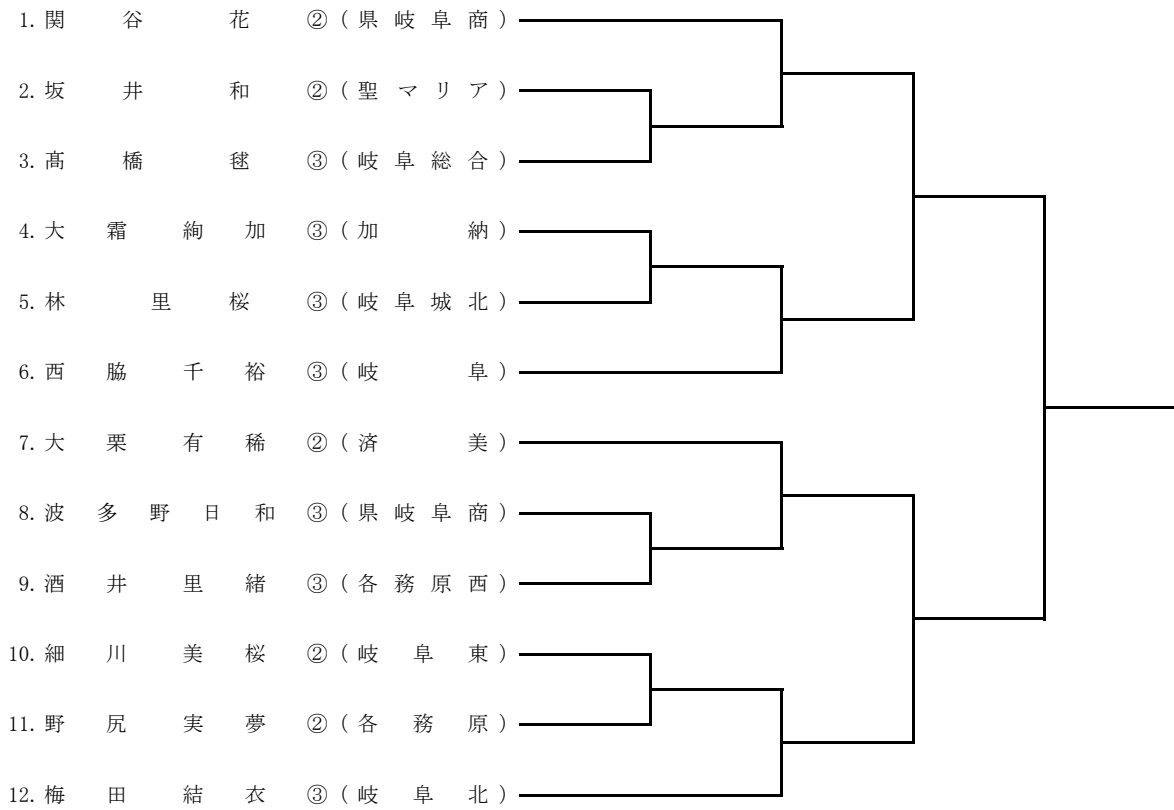 1. 関谷花 ② (県岐阜商)
2. 坂井和 ② (聖マリア)
3. 髙橋毬 ③ (岐阜総合)
4. 大霜絢加 ③ (加納)
5. 林里桜 ③ (岐阜城北)
6. 西脇千裕 ③ (岐阜)
7. 大栗有稀 ② (済美)
8. 波多野日和 ③ (県岐阜商)
9. 酒井里緒 ③ (各務原西)
10. 細川美桜 ② (岐阜東)
11. 野尻実夢 ② (各務原)
12. 梅田結衣 ③ (岐阜北)